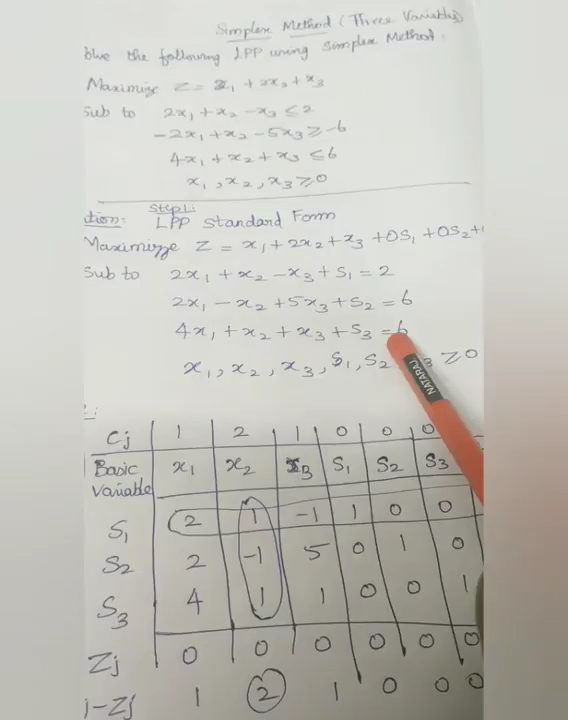 Simplex Method (Three Variables)
olve the following LPP using Simplex Method.
Maximize Z = x₁ + 2x₂ + x₃
Sub to 2x₁ + x₂ - x₃ ≤ 2
-2x₁ + x₂ - 5x₃ ≥ -6
4x₁ + x₂ + x₃ ≤ 6
x₁, x₂, x₃ ≥ 0
ution: Step1:
LPP Standard Form
Maximize Z = x₁ + 2x₂ + x₃ + 0S₁ + 0S₂ +
Sub to 2x₁ + x₂ - x₃ + S₁ = 2
2x₁ - x₂ + 5x₃ + S₂ = 6
4x₁ + x₂ + x₃ + S₃ = 6
x₁, x₂, x₃, S₁, S₂ 3 ≥ 0
NATARAJ
Cj 1 2 1 0 0 0
Basic Variable x₁ x₂ x₃ S₁ S₂ S₃
S₁ 2 1 -1 1 0 0
S₂ 2 -1 5 0 1 0
S₃ 4 1 1 0 0 1
Zj 0 0 0 0 0 0
j-Zj 1 2 1 0 0 0